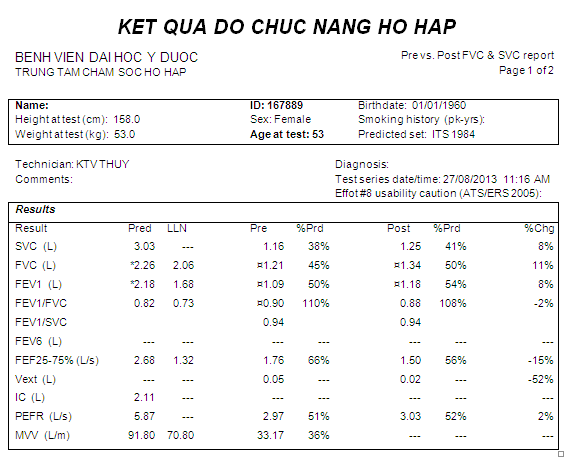 KET QUA DO CHUC NANG HO HAP
BENH VIEN DAI HOC Y DUOC
TRUNG TAM CHAM SOC HO HAP
Pre vs. Post FVC & SVC report
Page 1 of 2
Name: ID: 167889 Birthdate: 01/01/1960
Height at test (cm): 158.0 Sex: Female Smoking history (pk-yrs):
Weight at test (kg): 53.0 Age at test: 53 Predicted set: ITS 1984
Technician: KTV THUY Diagnosis:
Comments: Test series date/time: 27/08/2013 11:16 AM
Effot #8 usability caution (ATS/ERS 2005):
Results
Result Pred LLN Pre %Prd Post %Prd %Chg
SVC (L) 3.03 --- 1.16 38% 1.25 41% 8%
FVC (L) *2.26 2.06 ¤1.21 45% ¤1.34 50% 11%
FEV1 (L) *2.18 1.68 ¤1.09 50% ¤1.18 54% 8%
FEV1/FVC 0.82 0.73 ¤0.90 110% 0.88 108% -2%
FEV1/SVC 0.94 0.94
FEV6 (L) --- --- --- --- --- --- ---
FEF25-75% (L/s) 2.68 1.32 1.76 66% 1.50 56% -15%
Vext (L) --- --- 0.05 --- 0.02 --- -52%
IC (L) 2.11 --- --- --- --- --- ---
PEFR (L/s) 5.87 --- 2.97 51% 3.03 52% 2%
MVV (L/m) 91.80 70.80 33.17 36% --- --- ---